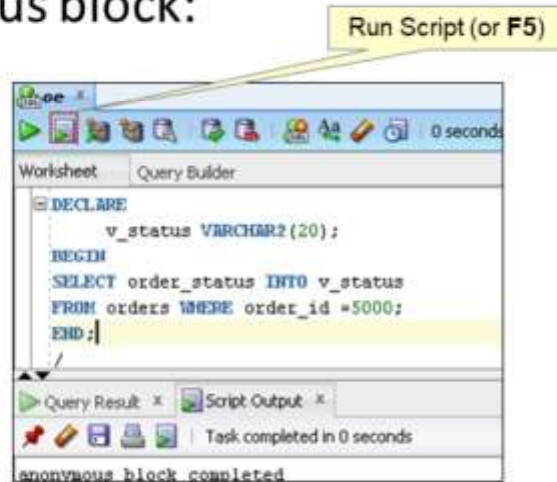 us block:
Run Script (or F5)
oe
0 seconds
Worksheet Query Builder
DECLARE
v_status VARCHAR2(20);
BEGIN
SELECT order_status INTO v_status
FROM orders WHERE order_id =5000;
END;
/
Query Result x Script Output x
Task completed in 0 seconds
anonymous block completed